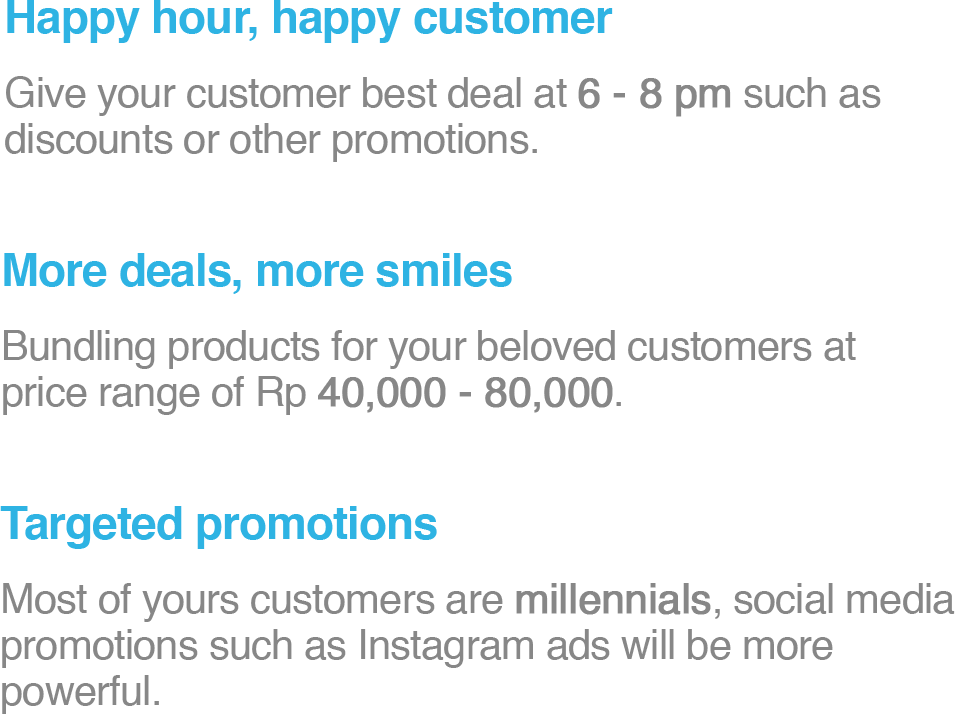 Happy hour, happy customer
Give your customer best deal at 6 - 8 pm such as
discounts or other promotions.
More deals, more smiles
Bundling products for your beloved customers at
price range of Rp 40,000 - 80,000.
Targeted promotions
Most of yours customers are millennials, social media
promotions such as Instagram ads will be more
powerful.